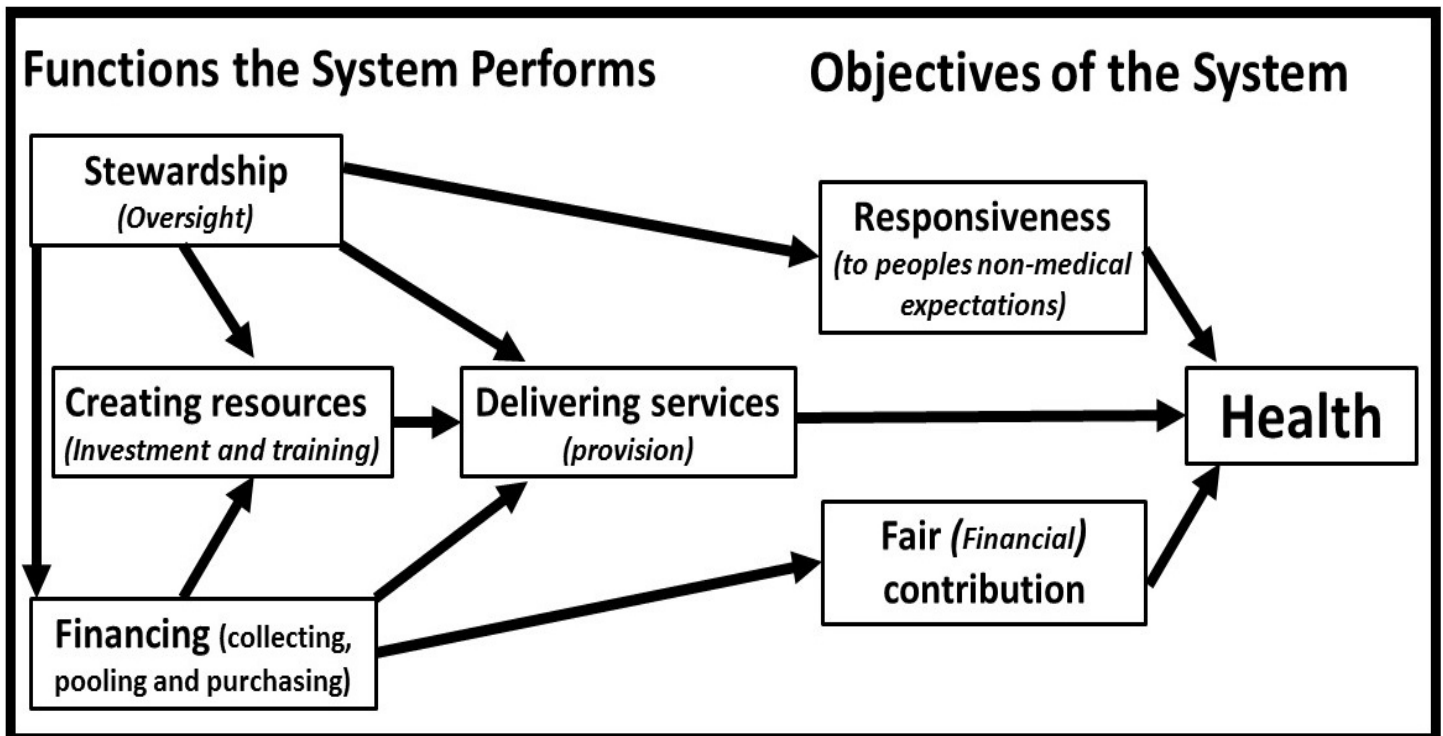 Functions the System Performs
Objectives of the System
Stewardship
(Oversight)
Responsiveness
(to peoples non-medical
expectations)
Creating resources
(Investment and training)
Delivering services
(provision)
Health
Fair (Financial)
contribution
Financing (collecting,
pooling and purchasing)